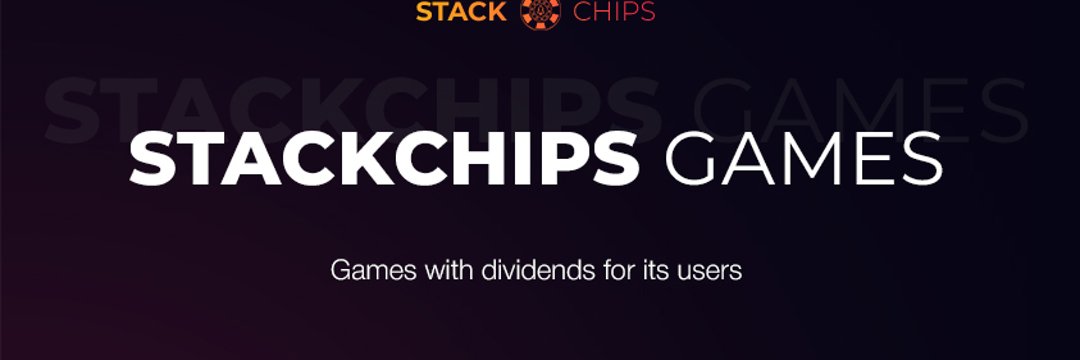 STACK CHIPS
STACKCHIPS GAMES
STACKCHIPS GAMES
Games with dividends for its users